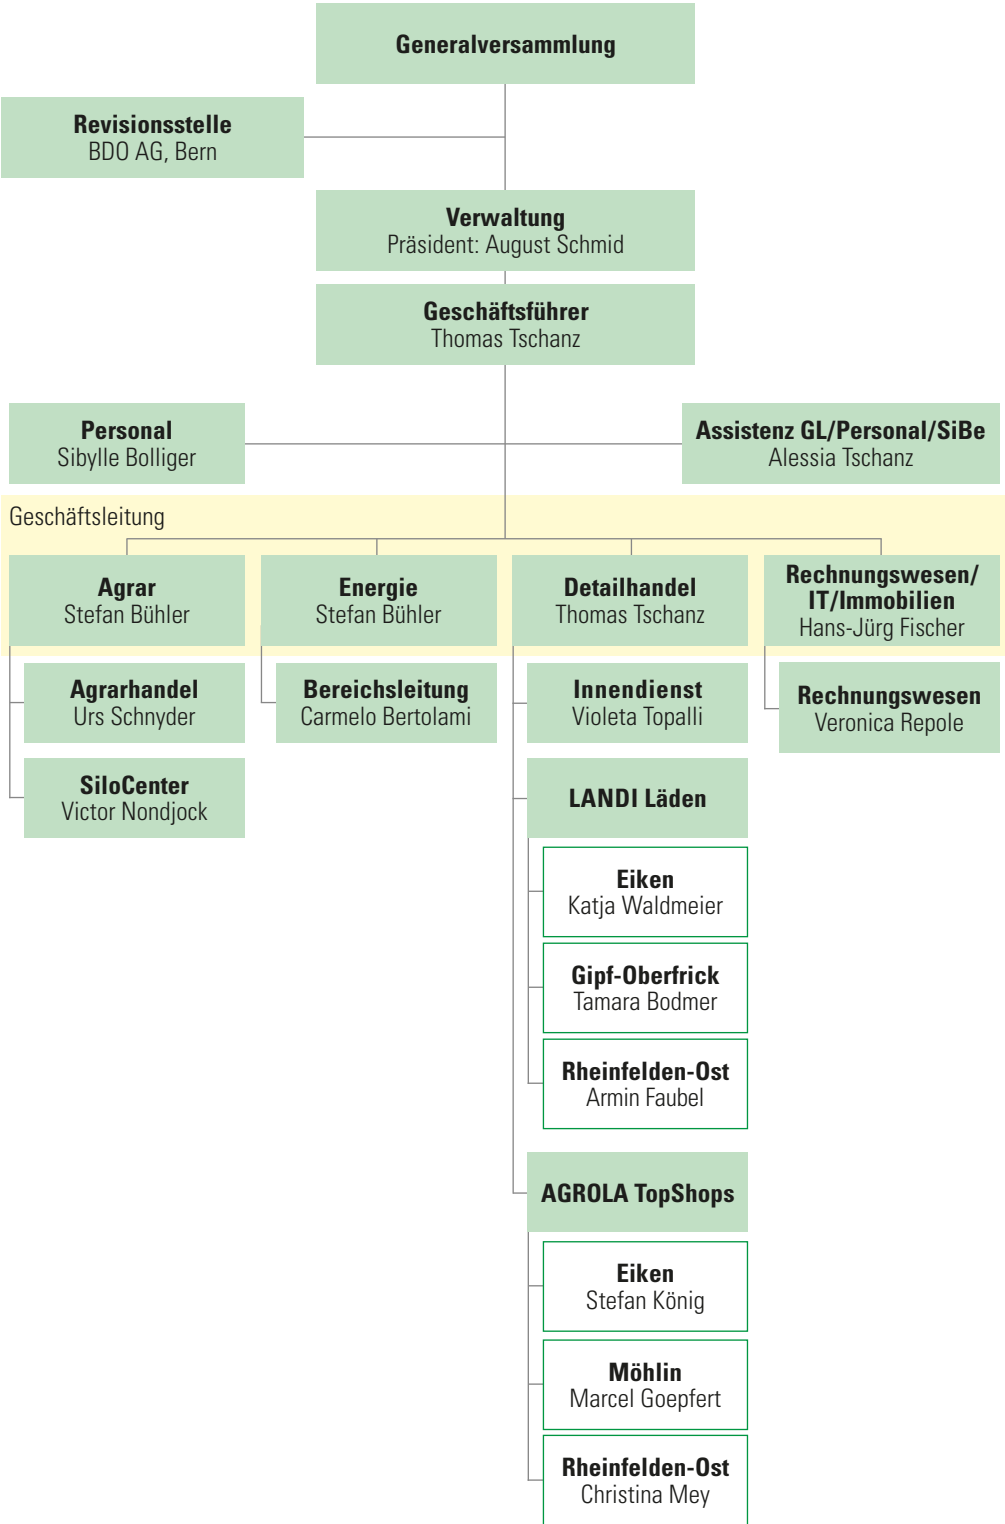 Generalversammlung
Revisionsstelle
BDO AG, Bern
Verwaltung
Präsident: August Schmid
Geschäftsführer
Thomas Tschanz
Personal
Sibylle Bolliger
Assistenz GL/Personal/SiBe
Alessia Tschanz
Geschäftsleitung
Agrar
Stefan Bühler
Energie
Stefan Bühler
Detailhandel
Thomas Tschanz
Rechnungswesen/
IT/Immobilien
Hans-Jürg Fischer
Agrarhandel
Urs Schnyder
Bereichsleitung
Carmelo Bertolami
Innendienst
Violeta Topalli
Rechnungswesen
Veronica Repole
SiloCenter
Victor Nondjock
LANDI Läden
Eiken
Katja Waldmeier
Gipf-Oberfrick
Tamara Bodmer
Rheinfelden-Ost
Armin Faubel
AGROLA TopShops
Eiken
Stefan König
Möhlin
Marcel Goepfert
Rheinfelden-Ost
Christina Mey